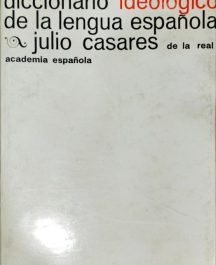 diccionario ideológico
de la lengua española
julio casares de la real
academia española